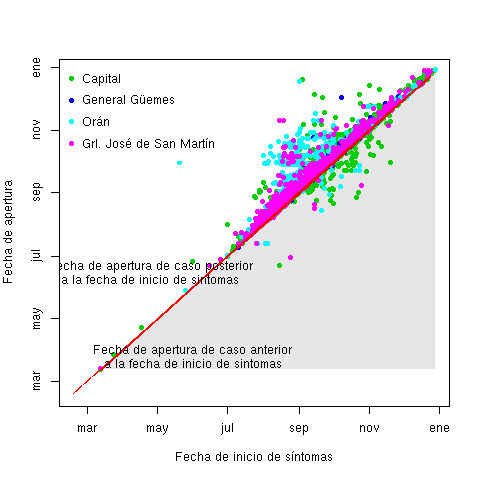 Capital
General Güemes
Orán
Grl. José de San Martín
Fecha de apertura
ene
nov
sep
jul
may
mar
echa de apertura de caso posterior
a la fecha de inicio de sintomas
Fecha de apertura de caso anterior
a la fecha de inicio de sintomas
mar
may
jul
sep
nov
ene
Fecha de inicio de síntomas